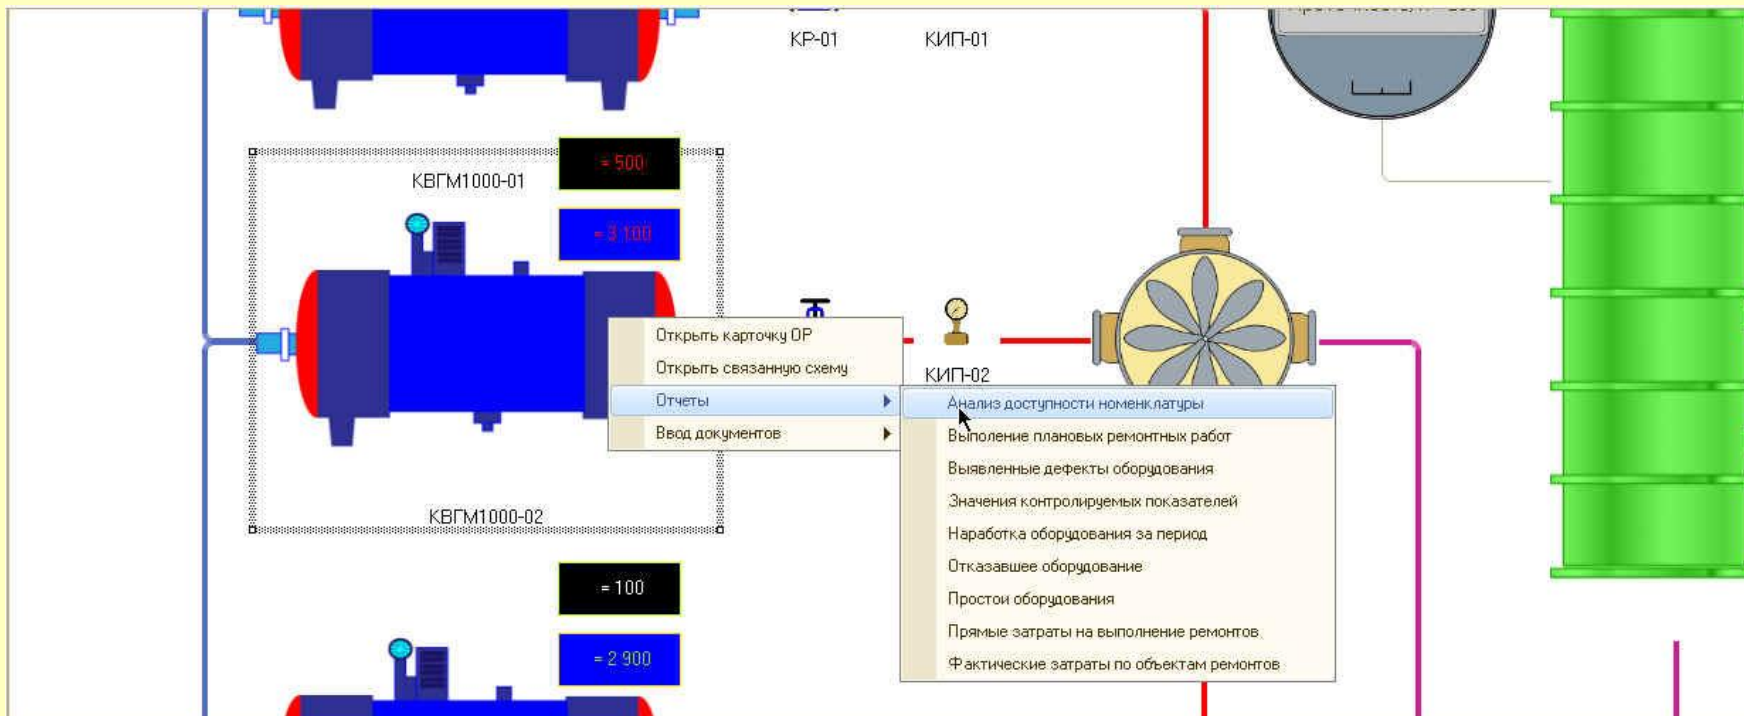 КР-01
КИП-01
= 500
КВГМ1000-01
= 3 100
Открыть карточку ОР
Открыть связанную схему
КИП-02
Отчеты
Анализ доступности номенклатуры
Ввод документов
Выполение плановых ремонтных работ
Выявленные дефекты оборудования
Значения контролируемых показателей
КВГМ1000-02
Наработка оборудования за период
Отказавшее оборудование
= 100
Простои оборудования
Прямые затраты на выполнение ремонтов
= 2 900
Фактические затраты по объектам ремонтов